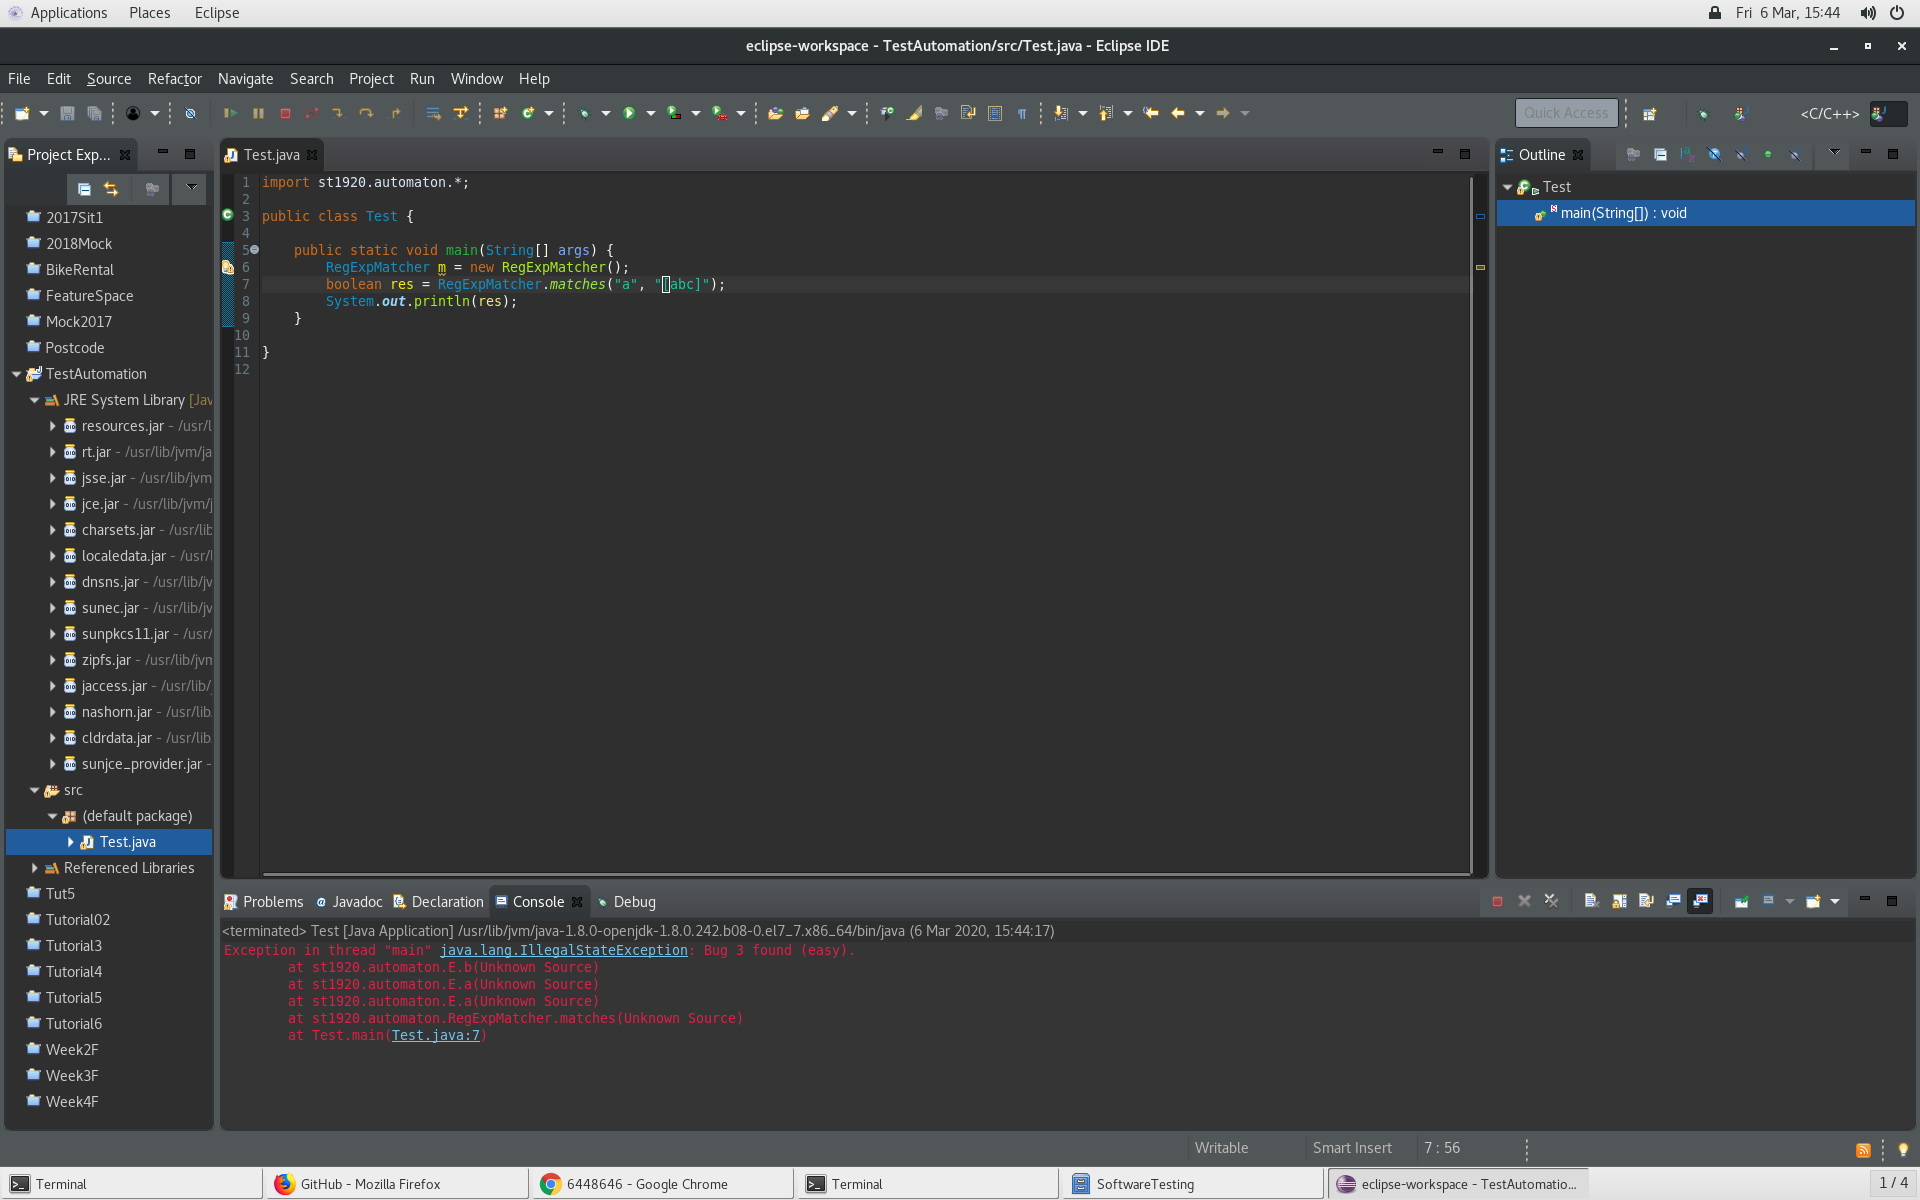 Applications Places Eclipse Fri 6 Mar, 15:44
eclipse-workspace - TestAutomation/src/Test.java - Eclipse IDE
File Edit Source Refactor Navigate Search Project Run Window Help
Quick Access <C/C++>
Project Exp...
2017Sit1
2018Mock
BikeRental
FeatureSpace
Mock2017
Postcode
TestAutomation
JRE System Library [Jav
resources.jar - /usr/l
rt.jar - /usr/lib/jvm/ja
jsse.jar - /usr/lib/jvm
jce.jar - /usr/lib/jvm/j
charsets.jar - /usr/lib
localedata.jar - /usr/l
dnsns.jar - /usr/lib/jv
sunec.jar - /usr/lib/jv
sunpkcs11.jar - /usr/
zipfs.jar - /usr/lib/jvm
jaccess.jar - /usr/lib/
nashorn.jar - /usr/lib
cldrdata.jar - /usr/lib
sunjce_provider.jar -
src
(default package)
Test.java
Referenced Libraries
Tut5
Tutorial02
Tutorial3
Tutorial4
Tutorial5
Tutorial6
Week2F
Week3F
Week4F
Test.java
1 import st1920.automaton.*;
2
3 public class Test {
4
5 public static void main(String[] args) {
6 RegExpMatcher m = new RegExpMatcher();
7 boolean res = RegExpMatcher.matches("a", "[abc]");
8 System.out.println(res);
9 }
10
11 }
12
Outline
Test
main(String[]) : void
Problems Javadoc Declaration Console Debug
<terminated> Test [Java Application] /usr/lib/jvm/java-1.8.0-openjdk-1.8.0.242.b08-0.el7_7.x86_64/bin/java (6 Mar 2020, 15:44:17)
Exception in thread "main" java.lang.IllegalStateException: Bug 3 found (easy).
at st1920.automaton.E.b(Unknown Source)
at st1920.automaton.E.a(Unknown Source)
at st1920.automaton.E.a(Unknown Source)
at st1920.automaton.RegExpMatcher.matches(Unknown Source)
at Test.main(Test.java:7)
Writable Smart Insert 7 : 56
Terminal GitHub - Mozilla Firefox 6448646 - Google Chrome Terminal SoftwareTesting eclipse-workspace - TestAutomatio... 1 / 4